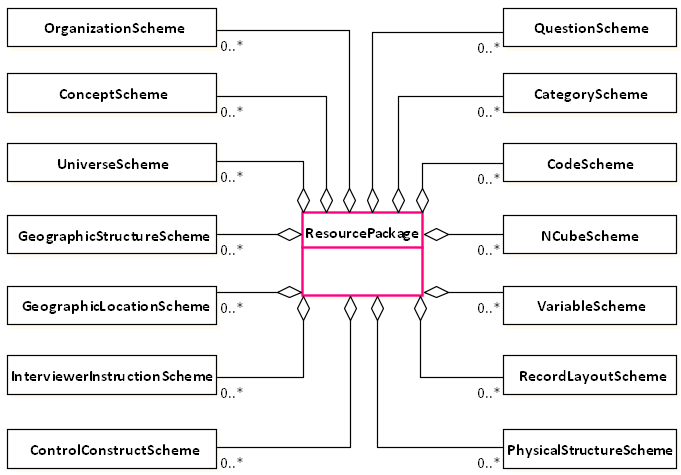 OrganizationScheme
0..*
QuestionScheme
0..*
ConceptScheme
0..*
CategoryScheme
0..*
UniverseScheme
0..*
CodeScheme
0..*
GeographicStructureScheme
0..*
ResourcePackage
NCubeScheme
0..*
GeographicLocationScheme
0..*
VariableScheme
0..*
InterviewerInstructionScheme
0..*
RecordLayoutScheme
0..*
ControlConstructScheme
0..*
PhysicalStructureScheme
0..*